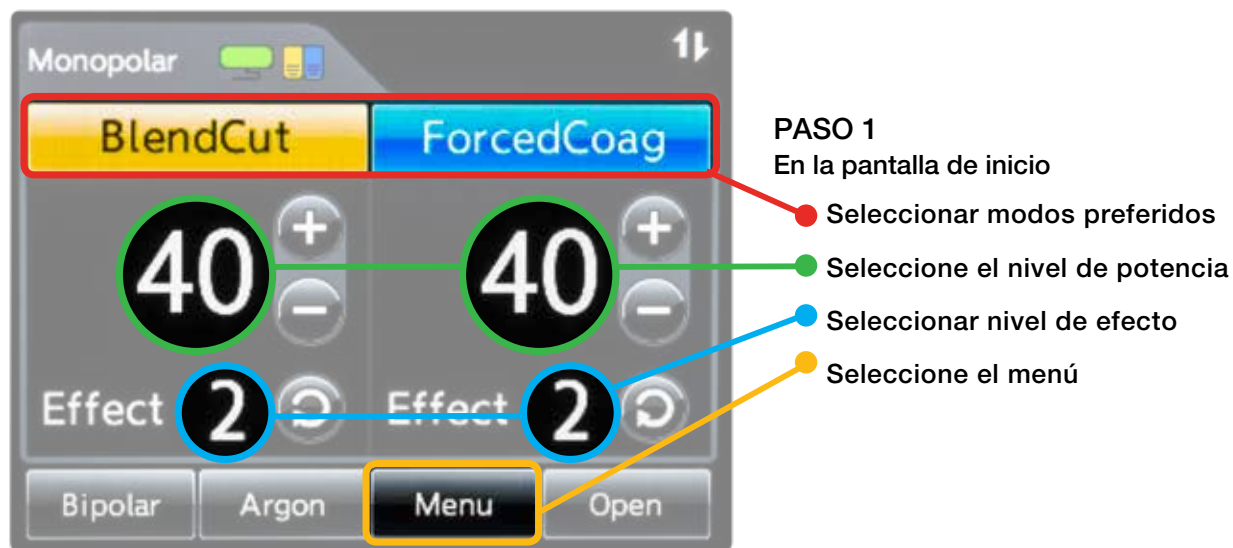 Monopolar
BlendCut ForcedCoag
40 + 40 +
− −
Effect 2 Effect 2
Bipolar Argon Menu Open
PASO 1
En la pantalla de inicio
Seleccionar modos preferidos
Seleccione el nivel de potencia
Seleccionar nivel de efecto
Seleccione el menú